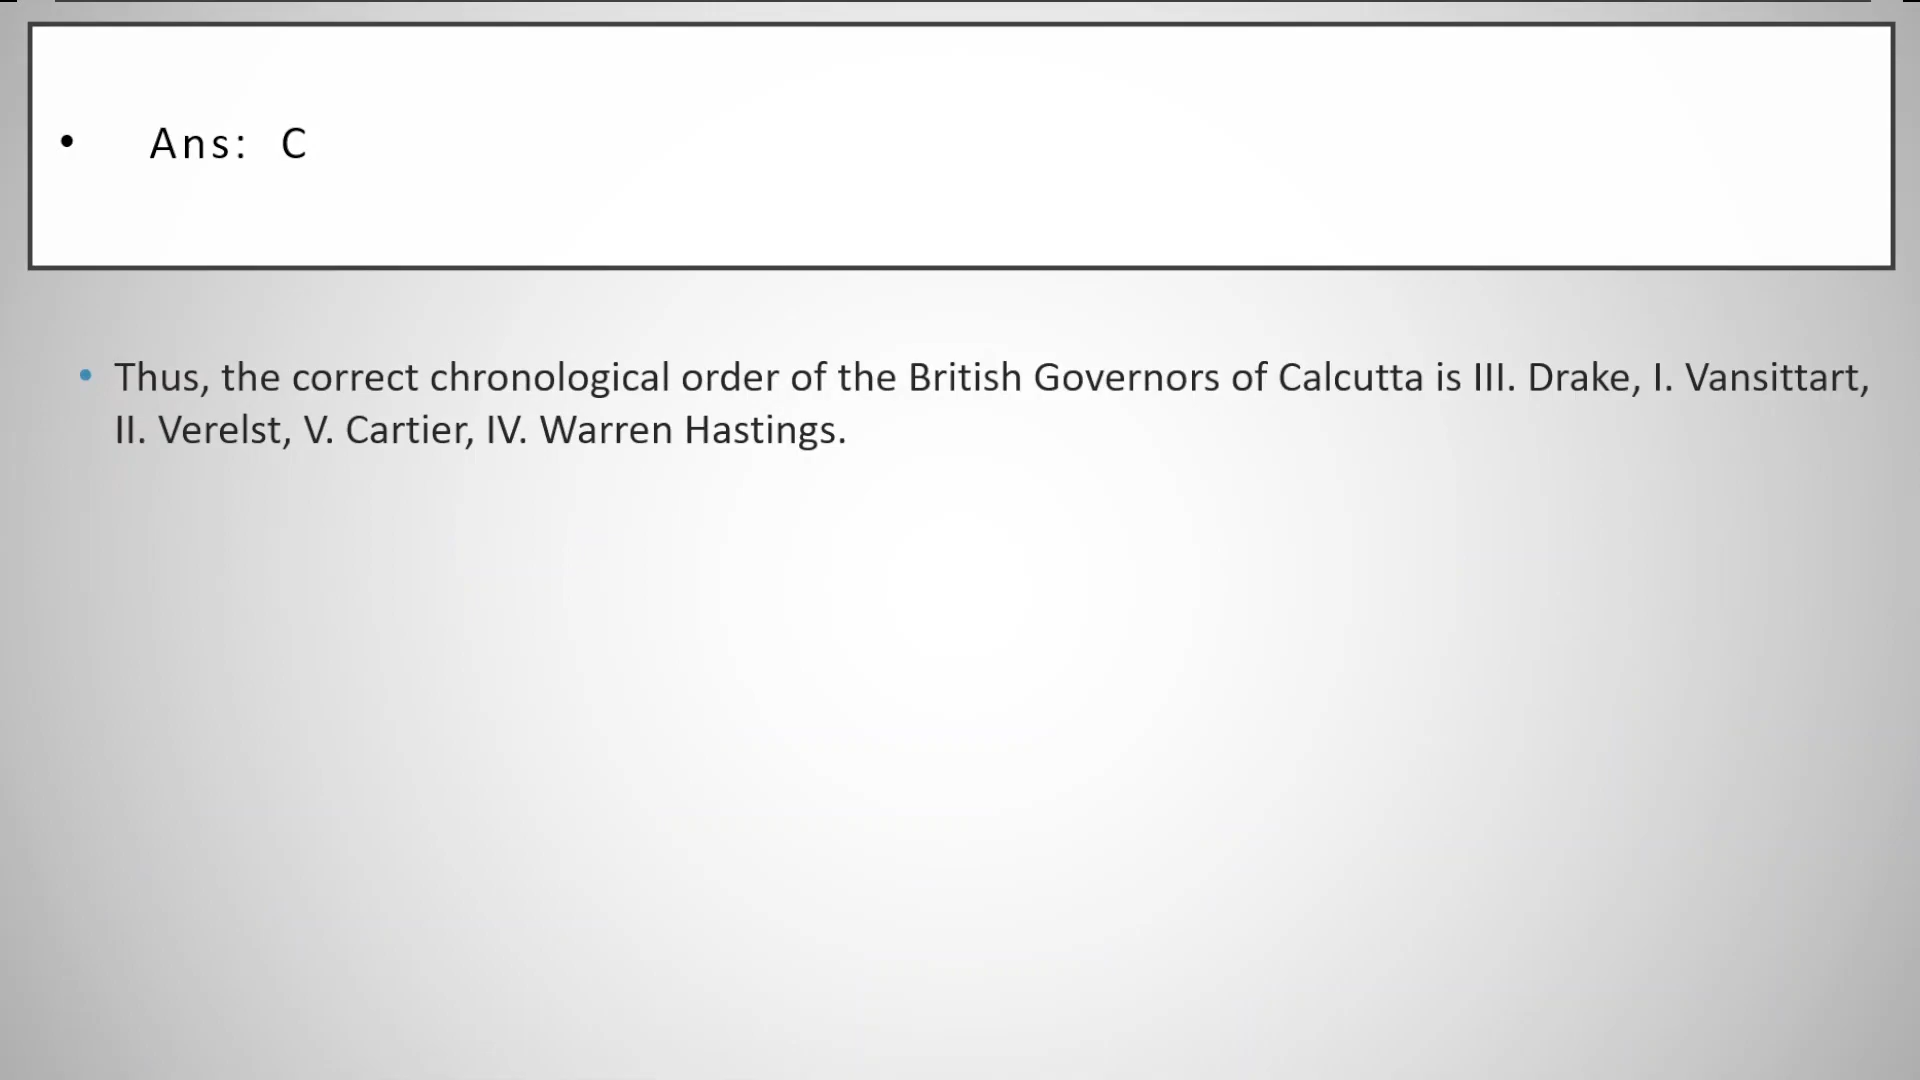 • Ans: C
• Thus, the correct chronological order of the British Governors of Calcutta is III. Drake, I. Vansittart,
II. Verelst, V. Cartier, IV. Warren Hastings.